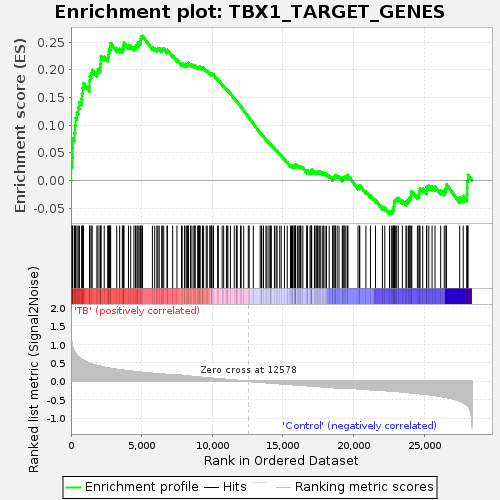 Enrichment plot: TBX1_TARGET_GENES
Enrichment score (ES)
0.25
0.20
0.15
0.10
0.05
0.00
-0.05
Ranked list metric (Signal2Noise)
'TB' (positively correlated)
2.0
1.5
1.0
0.5
0.0
-0.5
-1.0
Zero cross at 12578
'Control' (negatively correlated)
0
5,000
10,000
15,000
20,000
25,000
Rank in Ordered Dataset
Enrichment profile
Hits
Ranking metric scores